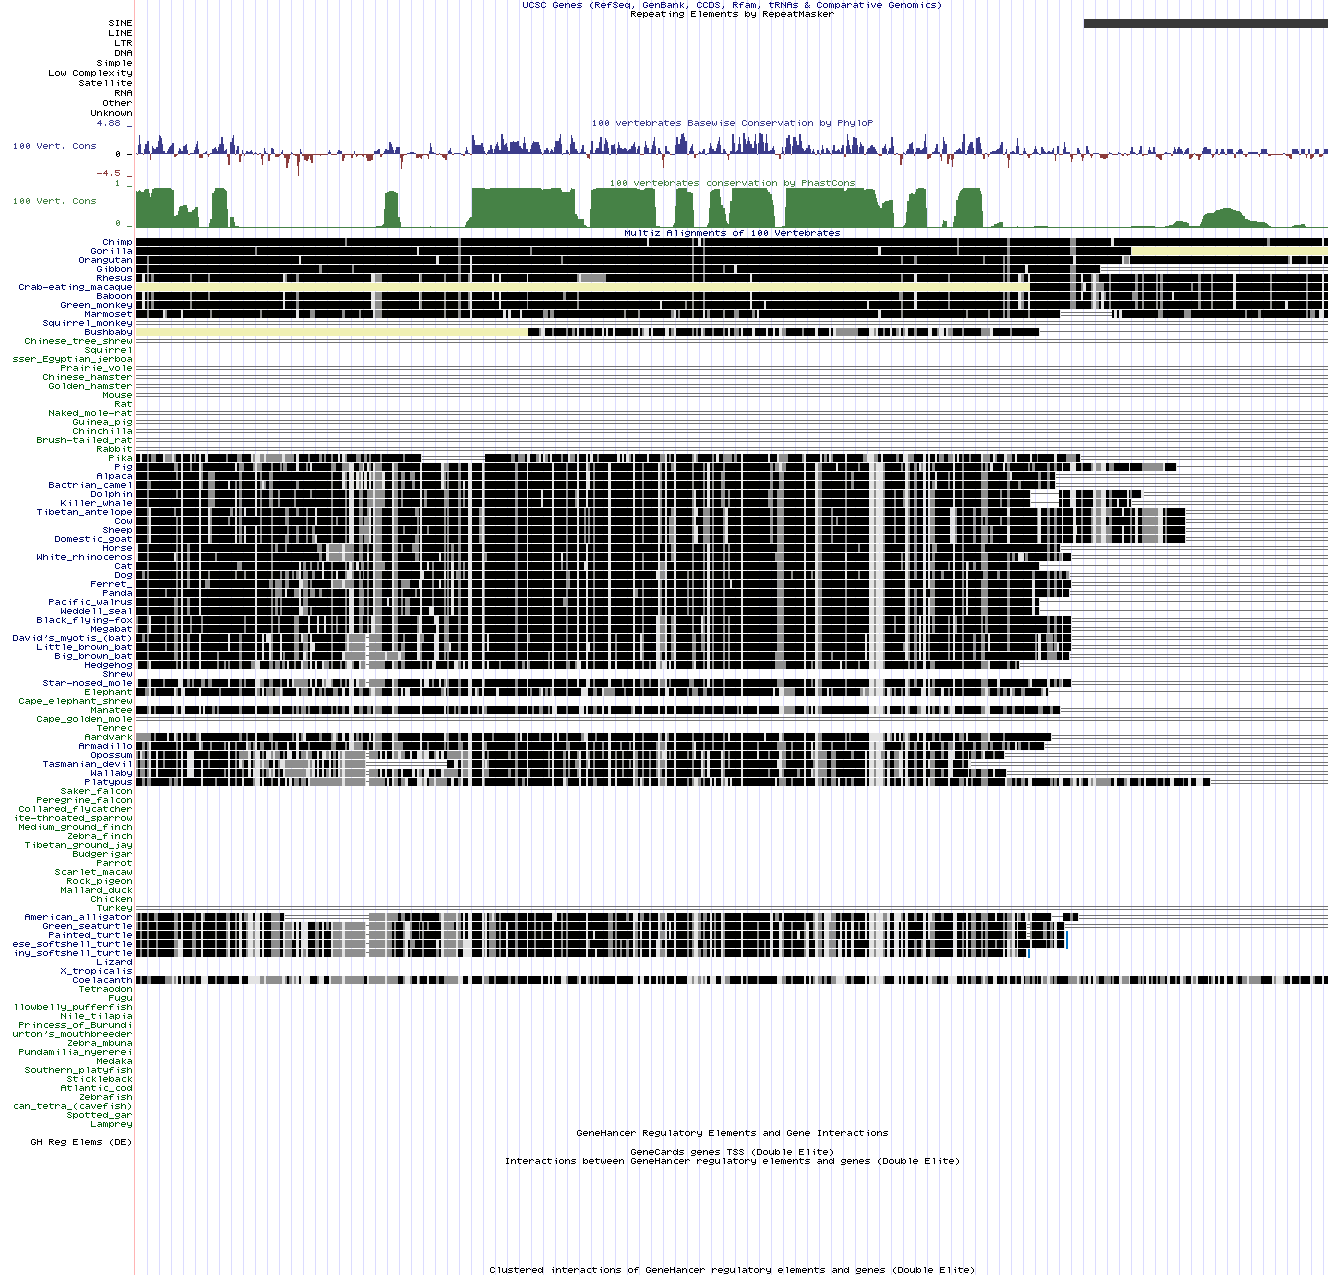 UCSC Genes (RefSeq, GenBank, CCDS, Rfam, tRNAs & Comparative Genomics)
Repeating Elements by RepeatMasker
SINE
LINE
LTR
DNA
Simple
Low Complexity
Satellite
RNA
Other
Unknown
4.88 _
100 vertebrates Basewise Conservation by PhyloP
100 Vert. Cons
0 _
-4.5 _
1 _
100 vertebrates conservation by PhastCons
100 Vert. Cons
0 _
Multiz Alignments of 100 Vertebrates
Chimp
Gorilla
Orangutan
Gibbon
Rhesus
Crab-eating_macaque
Baboon
Green_monkey
Marmoset
Squirrel_monkey
Bushbaby
Chinese_tree_shrew
Squirrel
sser_Egyptian_jerboa
Prairie_vole
Chinese_hamster
Golden_hamster
Mouse
Rat
Naked_mole-rat
Guinea_pig
Chinchilla
Brush-tailed_rat
Rabbit
Pika
Pig
Alpaca
Bactrian_camel
Dolphin
Killer_whale
Tibetan_antelope
Cow
Sheep
Domestic_goat
Horse
White_rhinoceros
Cat
Dog
Ferret_
Panda
Pacific_walrus
Weddell_seal
Black_flying-fox
Megabat
David's_myotis_(bat)
Little_brown_bat
Big_brown_bat
Hedgehog
Shrew
Star-nosed_mole
Elephant
Cape_elephant_shrew
Manatee
Cape_golden_mole
Tenrec
Aardvark
Armadillo
Opossum
Tasmanian_devil
Wallaby
Platypus
Saker_falcon
Peregrine_falcon
Collared_flycatcher
ite-throated_sparrow
Medium_ground_finch
Zebra_finch
Tibetan_ground_jay
Budgerigar
Parrot
Scarlet_macaw
Rock_pigeon
Mallard_duck
Chicken
Turkey
American_alligator
Green_seaturtle
Painted_turtle
ese_softshell_turtle
iny_softshell_turtle
Lizard
X_tropicalis
Coelacanth
Tetraodon
Fugu
llowbelly_pufferfish
Nile_tilapia
Princess_of_Burundi
urton's_mouthbreeder
Zebra_mbuna
Pundamilia_nyererei
Medaka
Southern_platyfish
Stickleback
Atlantic_cod
Zebrafish
can_tetra_(cavefish)
Spotted_gar
Lamprey
GeneHancer Regulatory Elements and Gene Interactions
GH Reg Elems (DE)
GeneCards genes TSS (Double Elite)
Interactions between GeneHancer regulatory elements and genes (Double Elite)
Clustered interactions of GeneHancer regulatory elements and genes (Double Elite)